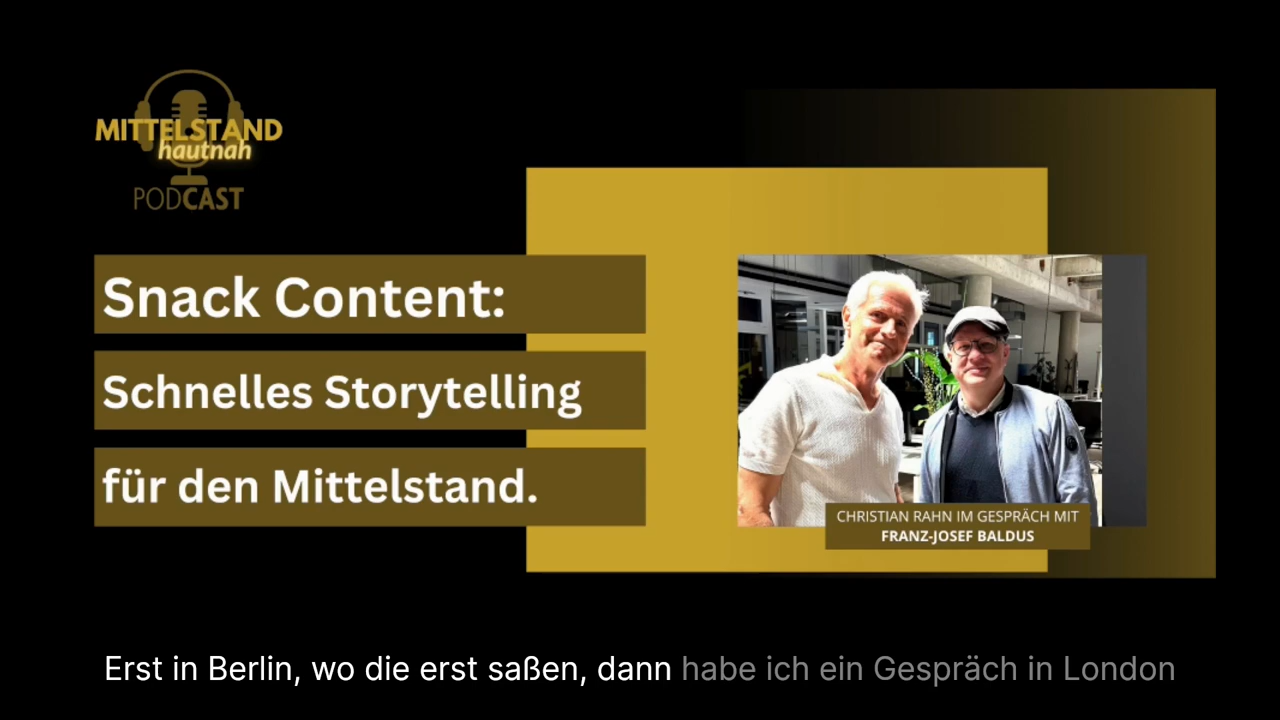 MITTELSTAND
hautnah
PODCAST
Snack Content:
Schnelles Storytelling
für den Mittelstand.
CHRISTIAN RAHN IM GESPRÄCH MIT
FRANZ-JOSEF BALDUS
Erst in Berlin, wo die erst saßen, dann habe ich ein Gespräch in London